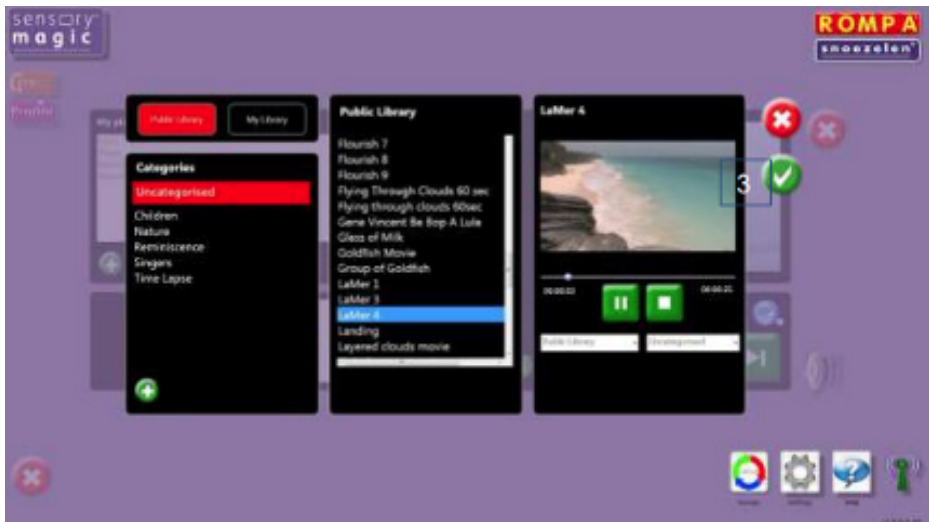 sensory
magic
ROMPA
snoezelen
Public Library
My Library
Categories
Uncategorised
Children
Nature
Reminiscence
Singers
Time Lapse
Public Library
Flourish 7
Flourish 8
Flourish 9
Flying Through Clouds 60 sec
Flying through clouds 60sec
Gene Vincent Be Bop A Lula
Glass of Milk
Goldfish Movie
Group of Goldfish
LaMer 1
LaMer 3
LaMer 4
Landing
Layered clouds movie
LaMer 4
3
Public Library
Uncategorised